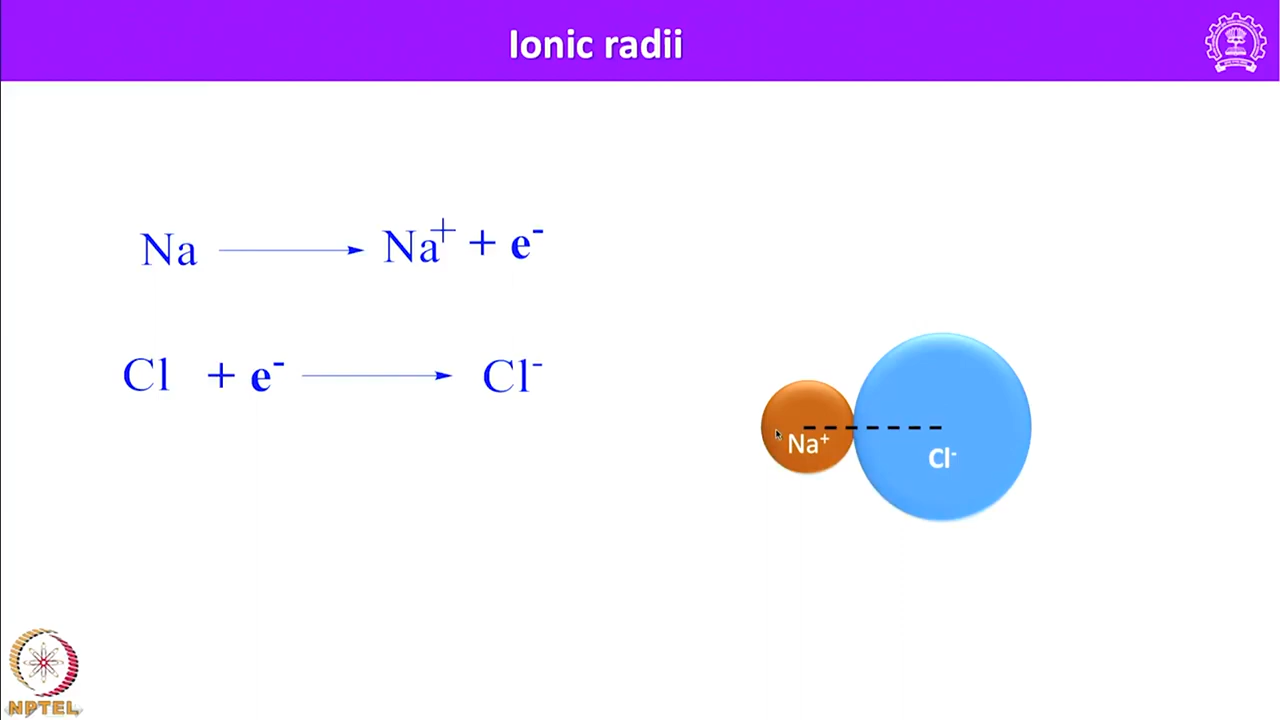 Ionic radii
Na ⟶ Na⁺ + e⁻
Cl + e⁻ ⟶ Cl⁻
Na⁺
Cl⁻
NPTEL